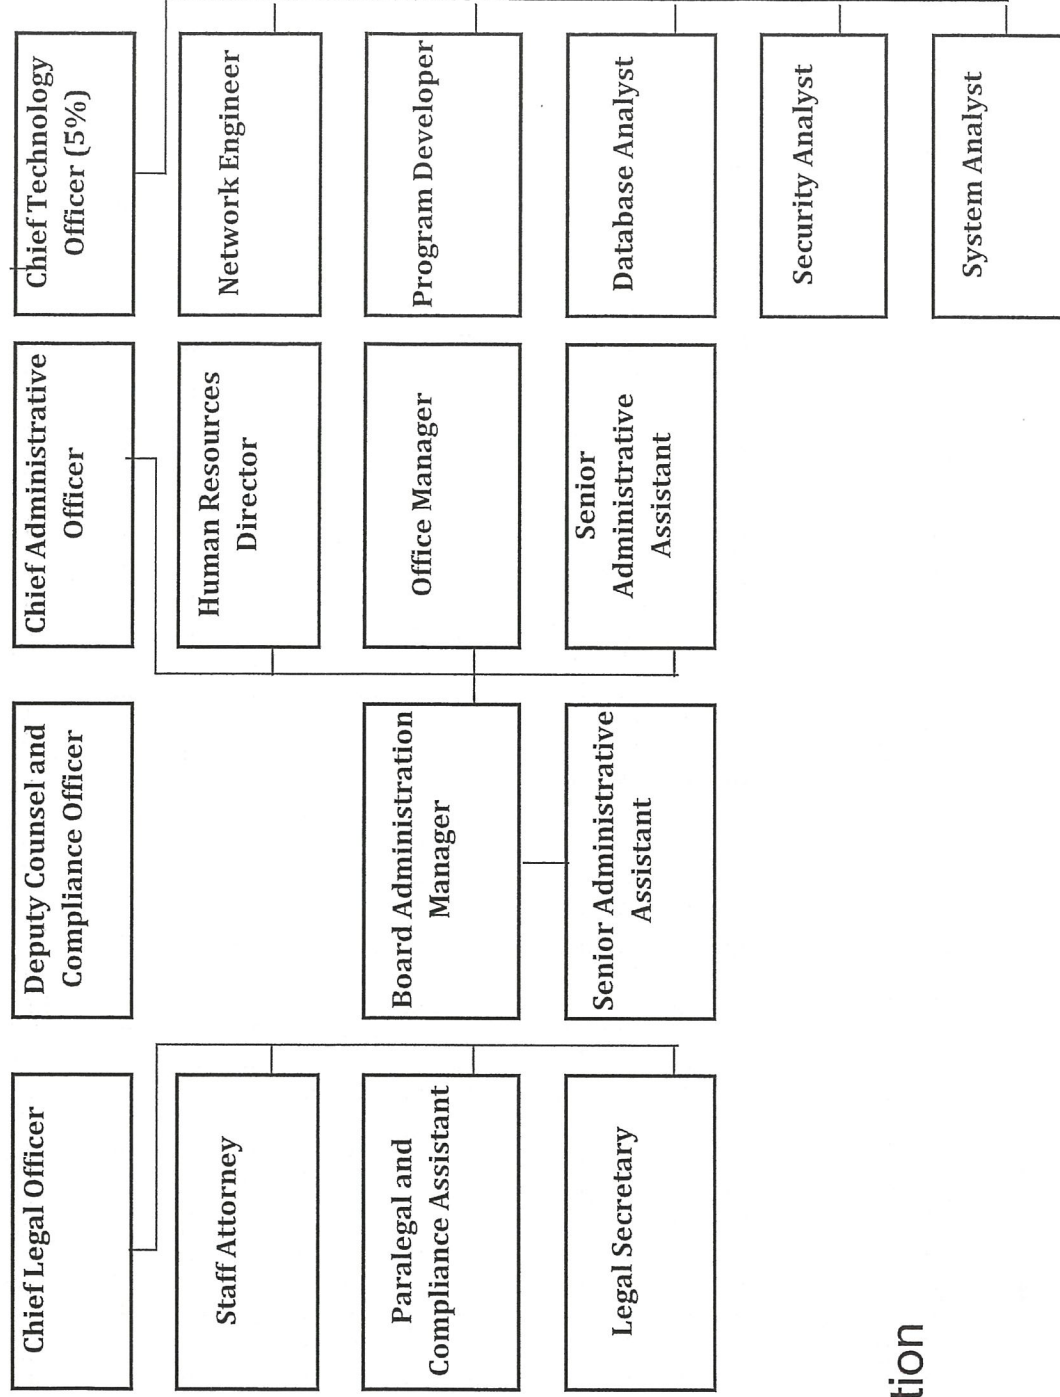 Chief Legal Officer
Staff Attorney
Paralegal and
Compliance Assistant
Legal Secretary
Deputy Counsel and
Compliance Officer
Board Administration
Manager
Senior Administrative
Assistant
Chief Administrative
Officer
Human Resources
Director
Office Manager
Senior
Administrative
Assistant
Chief Technology
Officer (5%)
Network Engineer
Program Developer
Database Analyst
Security Analyst
System Analyst
tion